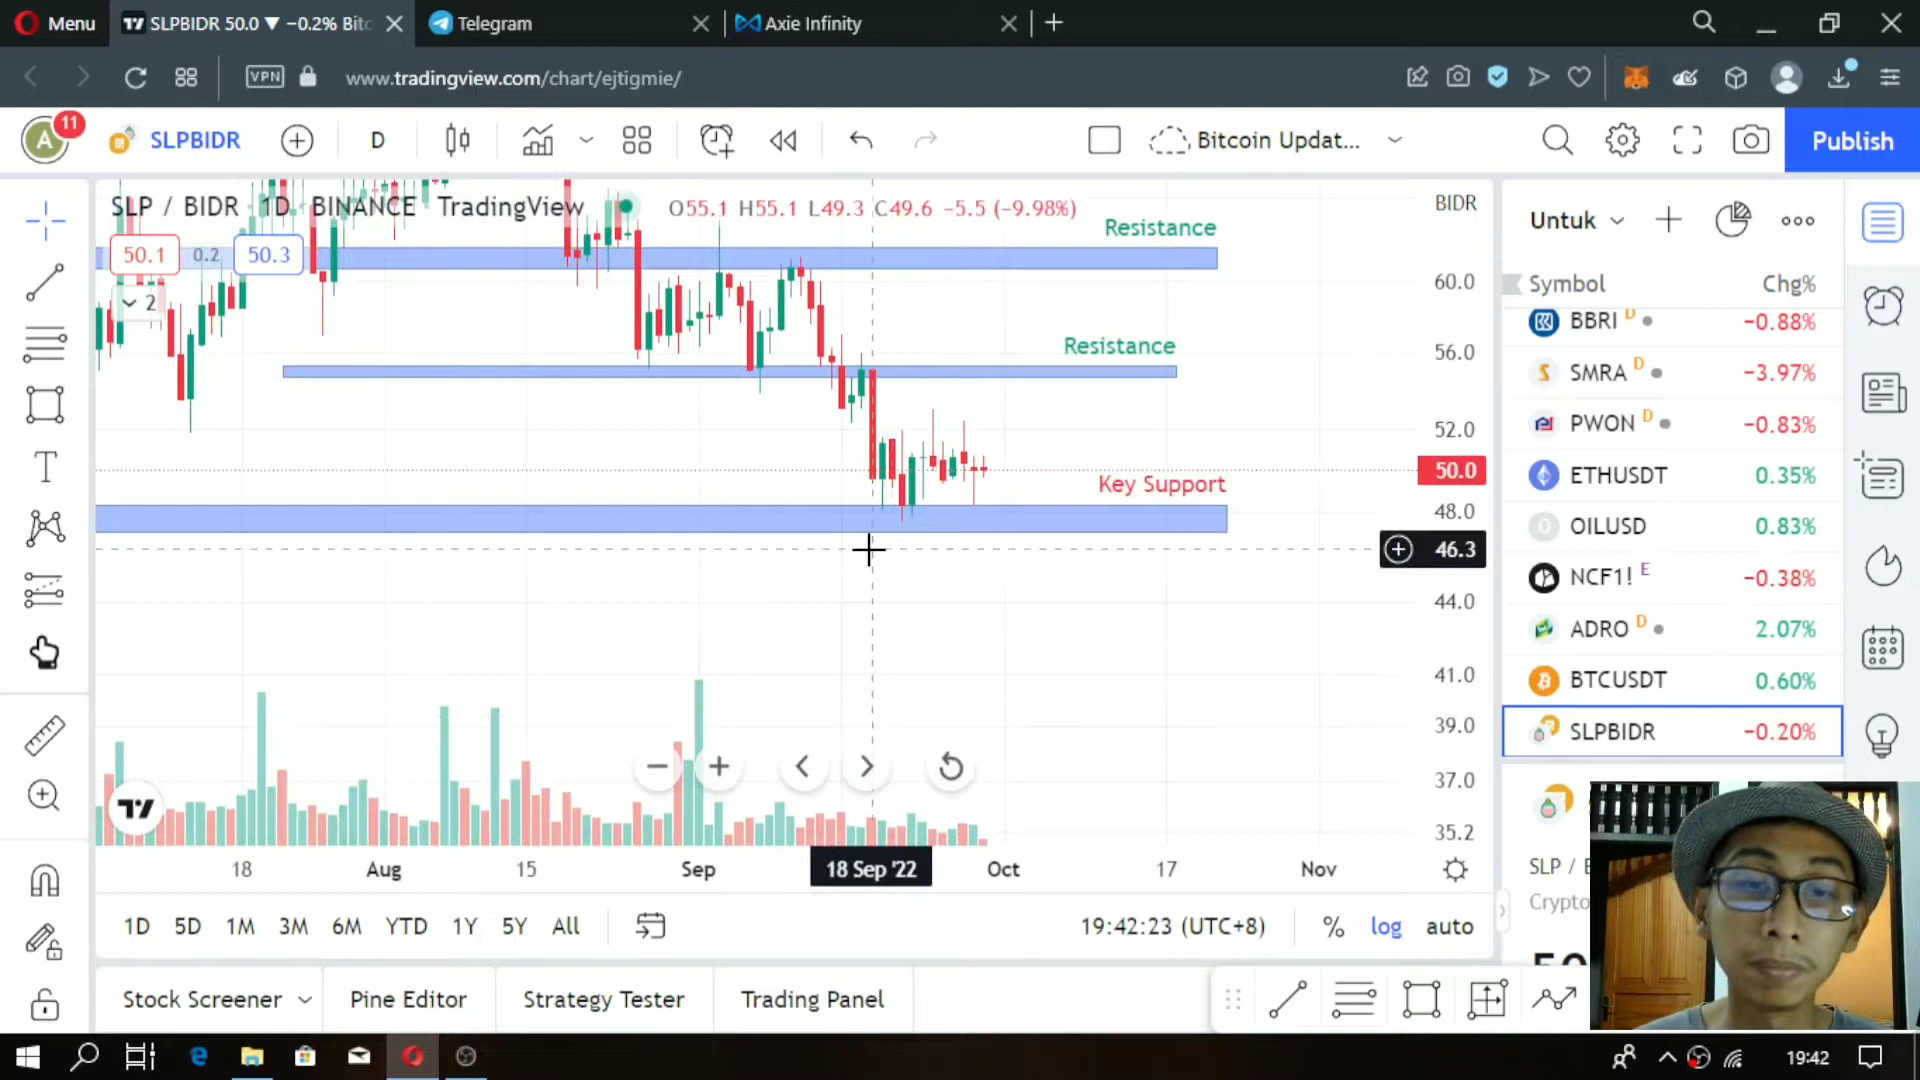 Menu
SLPBIDR 50.0 ▼ −0.2% Bitc
Telegram
Axie Infinity
VPN
www.tradingview.com/chart/ejtigmie/
A
11
SLPBIDR
D
Bitcoin Updat...
Publish
SLP / BIDR · 1D · BINANCE · TradingView
O55.1 H55.1 L49.3 C49.6 −5.5 (−9.98%)
BIDR
50.1
0.2
50.3
2
Resistance
Resistance
Key Support
60.0
56.0
52.0
50.0
48.0
46.3
44.0
41.0
39.0
37.0
35.2
18
Aug
15
Sep
18 Sep '22
Oct
17
Nov
1D 5D 1M 3M 6M YTD 1Y 5Y All
19:42:23 (UTC+8)
% log auto
Stock Screener
Pine Editor
Strategy Tester
Trading Panel
Untuk
Symbol Chg%
BBRI D −0.88%
SMRA D −3.97%
PWON D −0.83%
ETHUSDT 0.35%
OILUSD 0.83%
NCF1! E −0.38%
ADRO D 2.07%
BTCUSDT 0.60%
SLPBIDR −0.20%
SLP /
Crypto
19:42